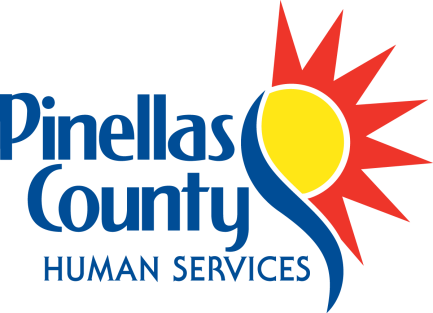 Pinellas
County
HUMAN SERVICES